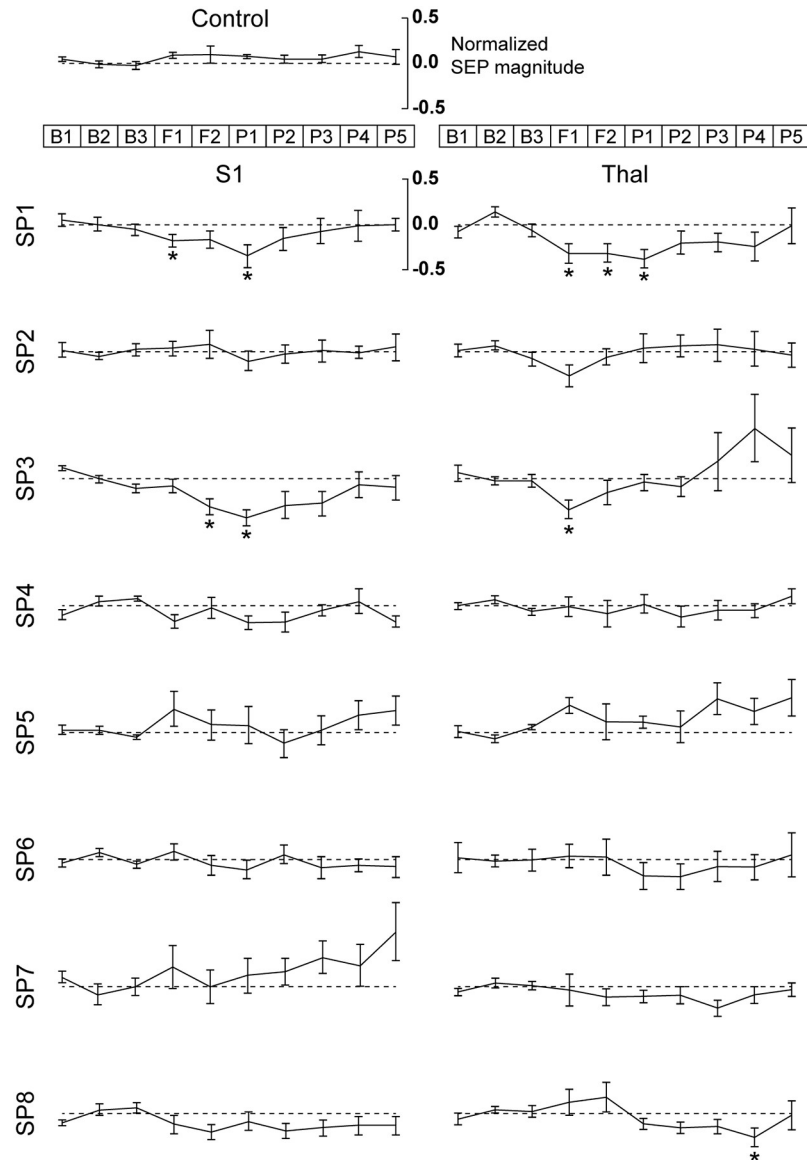 Control
0.5
0.0
-0.5
Normalized
SEP magnitude
B1 B2 B3 F1 F2 P1 P2 P3 P4 P5
B1 B2 B3 F1 F2 P1 P2 P3 P4 P5
S1
0.5
0.0
-0.5
Thal
SP1
* *
* * *
SP2
SP3
* *
*
SP4
SP5
SP6
SP7
SP8
*